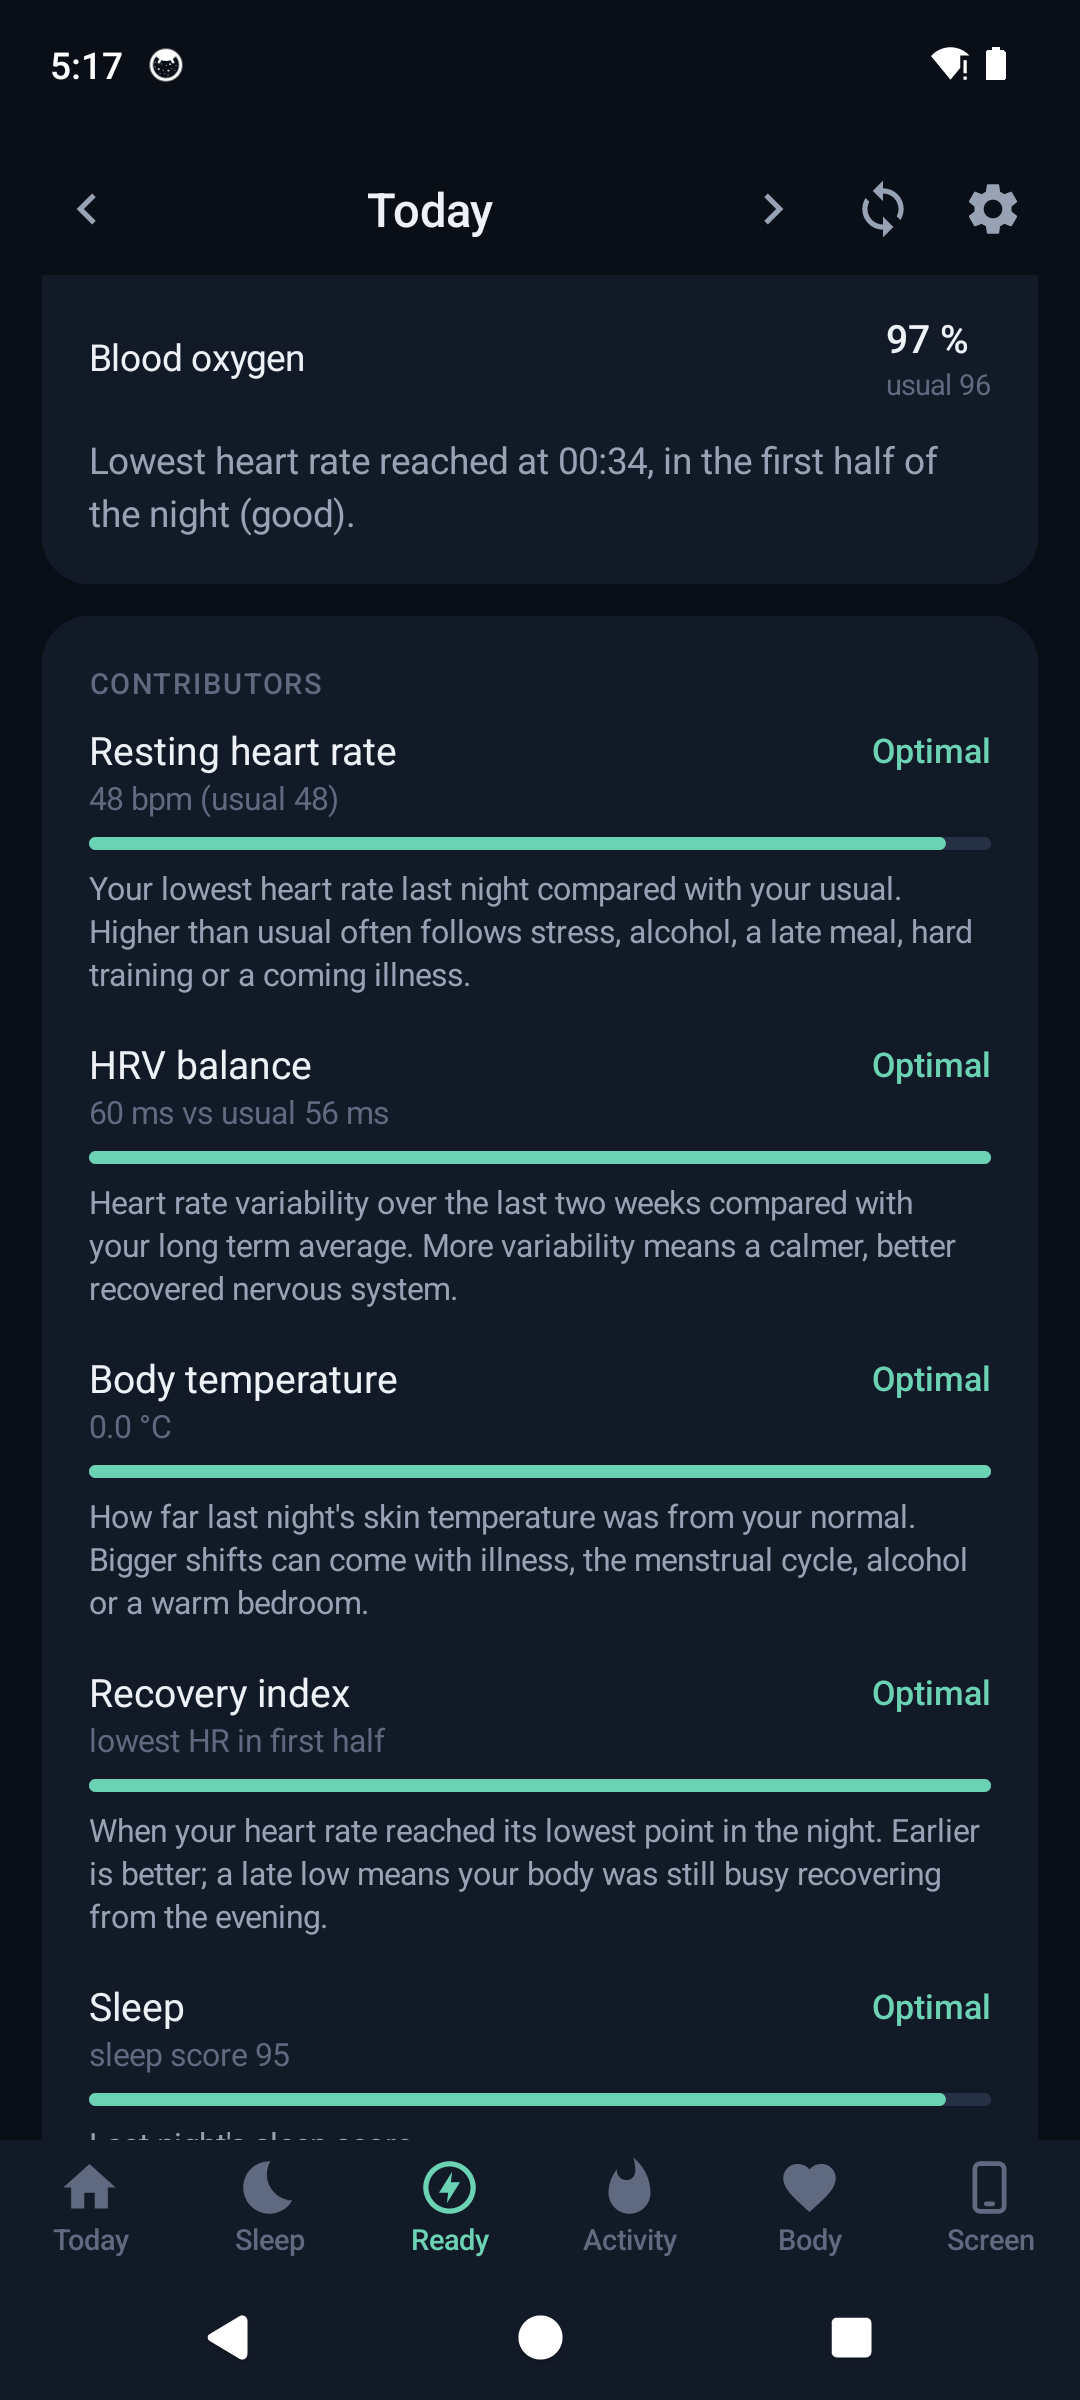 5:17
Today
Blood oxygen
97 %
usual 96
Lowest heart rate reached at 00:34, in the first half of
the night (good).
CONTRIBUTORS
Resting heart rate
Optimal
48 bpm (usual 48)
Your lowest heart rate last night compared with your usual.
Higher than usual often follows stress, alcohol, a late meal, hard
training or a coming illness.
HRV balance
Optimal
60 ms vs usual 56 ms
Heart rate variability over the last two weeks compared with
your long term average. More variability means a calmer, better
recovered nervous system.
Body temperature
Optimal
0.0 °C
How far last night's skin temperature was from your normal.
Bigger shifts can come with illness, the menstrual cycle, alcohol
or a warm bedroom.
Recovery index
Optimal
lowest HR in first half
When your heart rate reached its lowest point in the night. Earlier
is better; a late low means your body was still busy recovering
from the evening.
Sleep
Optimal
sleep score 95
Last night's sleep score
Today
Sleep
Ready
Activity
Body
Screen